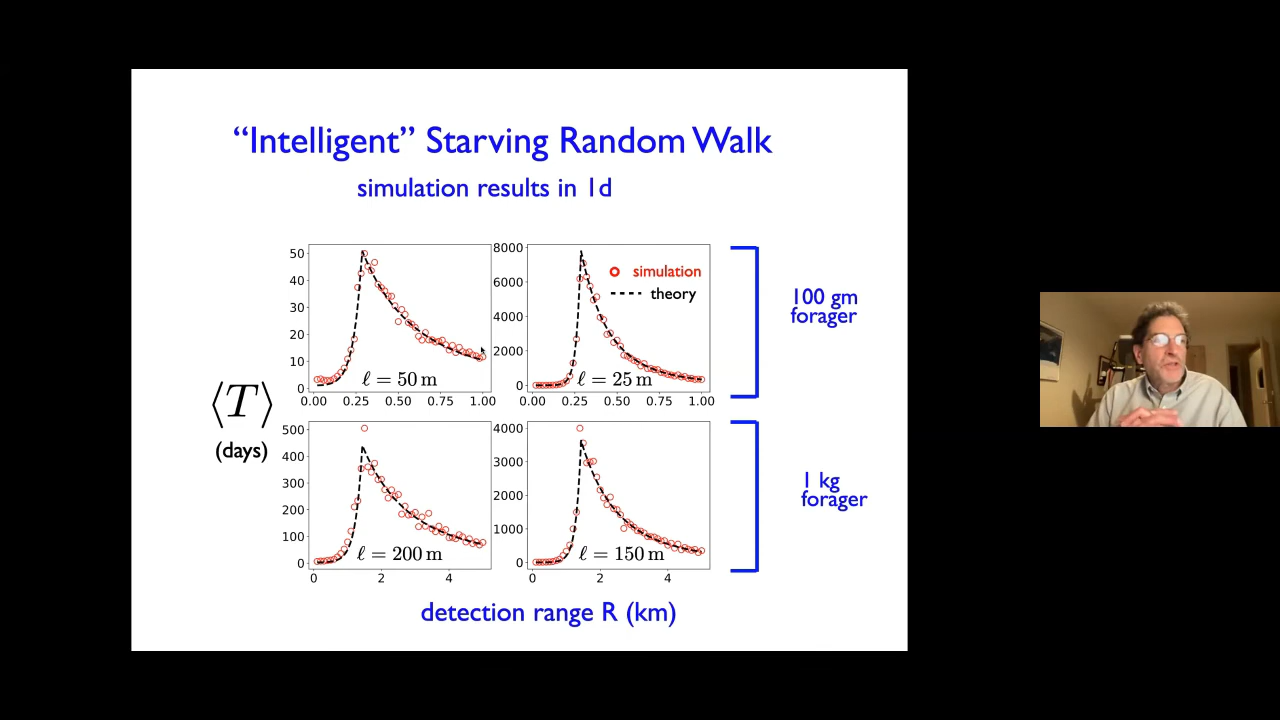 “Intelligent” Starving Random Walk
simulation results in 1d
50
40
30
20
10
0
0.00 0.25 0.50 0.75 1.00
ℓ = 50 m
8000
6000
4000
2000
0
0.00 0.25 0.50 0.75 1.00
simulation
theory
ℓ = 25 m
100 gm
forager
⟨T⟩
(days)
500
400
300
200
100
0
0 2 4
ℓ = 200 m
4000
3000
2000
1000
0
0 2 4
ℓ = 150 m
1 kg
forager
detection range R (km)